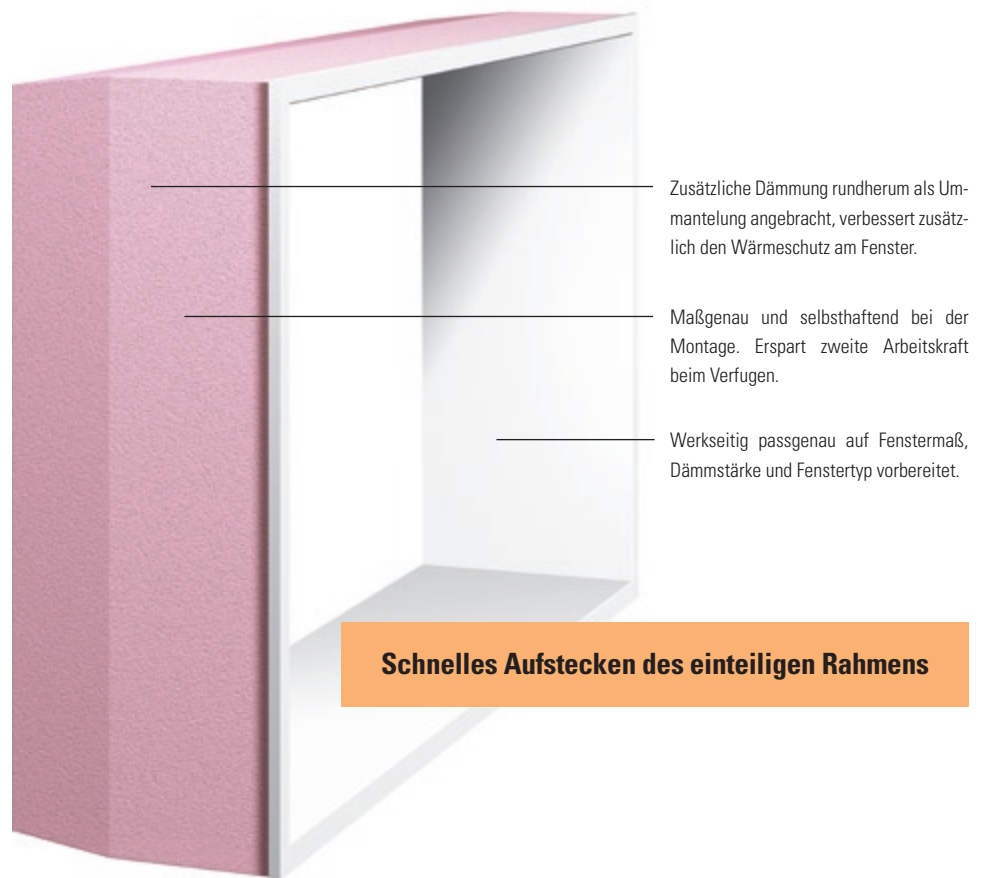 Zusätzliche Dämmung rundherum als Um-
mantelung angebracht, verbessert zusätz-
lich den Wärmeschutz am Fenster.
Maßgenau und selbsthaftend bei der
Montage. Erspart zweite Arbeitskraft
beim Verfugen.
Werkseitig passgenau auf Fenstermaß,
Dämmstärke und Fenstertyp vorbereitet.
Schnelles Aufstecken des einteiligen Rahmens